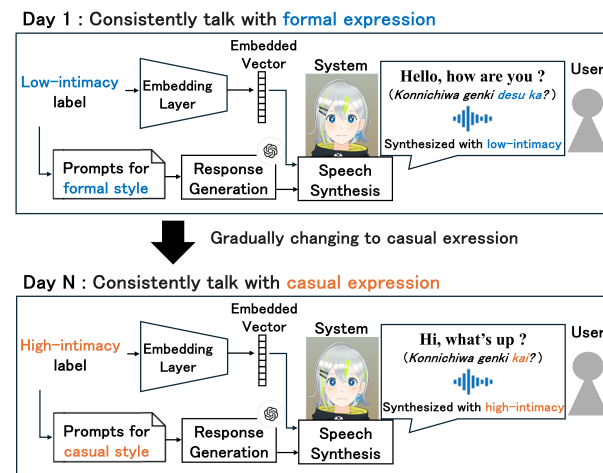 Day 1 : Consistently talk with formal expression
Embedded
Vector
System
User
Low-intimacy
label
Embedding
Layer
Hello, how are you ?
(Konnichiwa genki desu ka?)
Synthesized with low-intimacy
Prompts for
formal style
Response
Generation
Speech
Synthesis
Gradually changing to casual exression
Day N : Consistently talk with casual expression
Embedded
Vector
System
User
High-intimacy
label
Embedding
Layer
Hi, what's up ?
(Konnichiwa genki kai?)
Synthesized with high-intimacy
Prompts for
casual style
Response
Generation
Speech
Synthesis